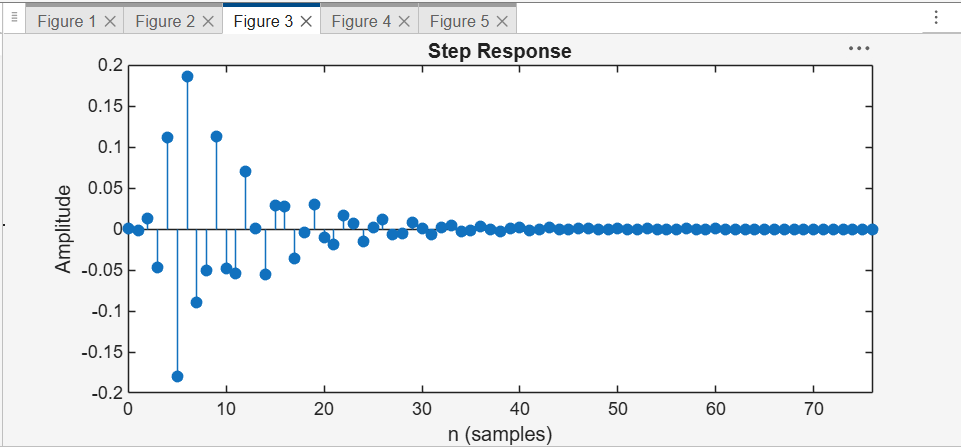 Figure 1 Figure 2 Figure 3 Figure 4 Figure 5
Step Response
0.2
0.15
0.1
0.05
0
-0.05
-0.1
-0.15
-0.2
Amplitude
0 10 20 30 40 50 60 70
n (samples)